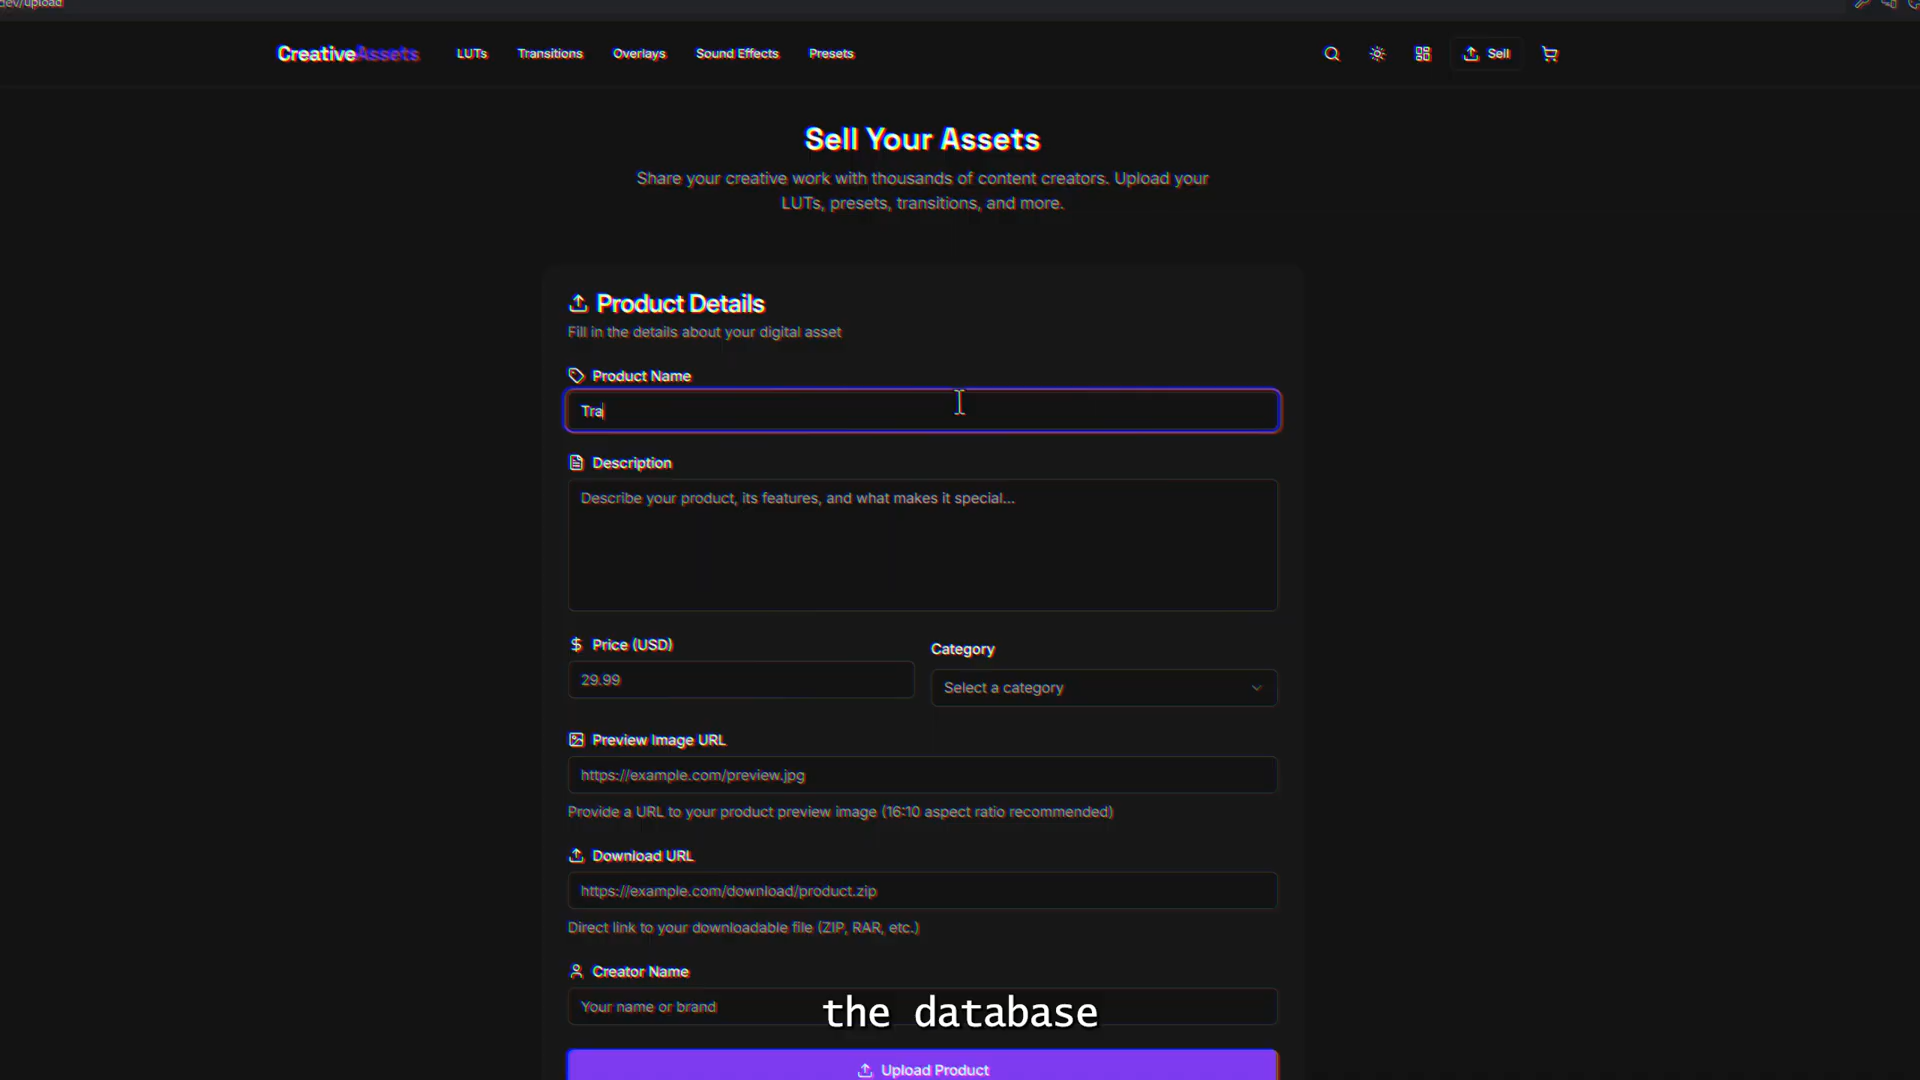 dev/upload
CreativeAssets LUTs Transitions Overlays Sound Effects Presets Sell
Sell Your Assets
Share your creative work with thousands of content creators. Upload your
LUTs, presets, transitions, and more.
Product Details
Fill in the details about your digital asset
Product Name
Tra
Description
Describe your product, its features, and what makes it special...
Price (USD) Category
29.99 Select a category
Preview Image URL
https://example.com/preview.jpg
Provide a URL to your product preview image (16:10 aspect ratio recommended)
Download URL
https://example.com/download/product.zip
Direct link to your downloadable file (ZIP, RAR, etc.)
Creator Name
Your name or brand
the database
Upload Product